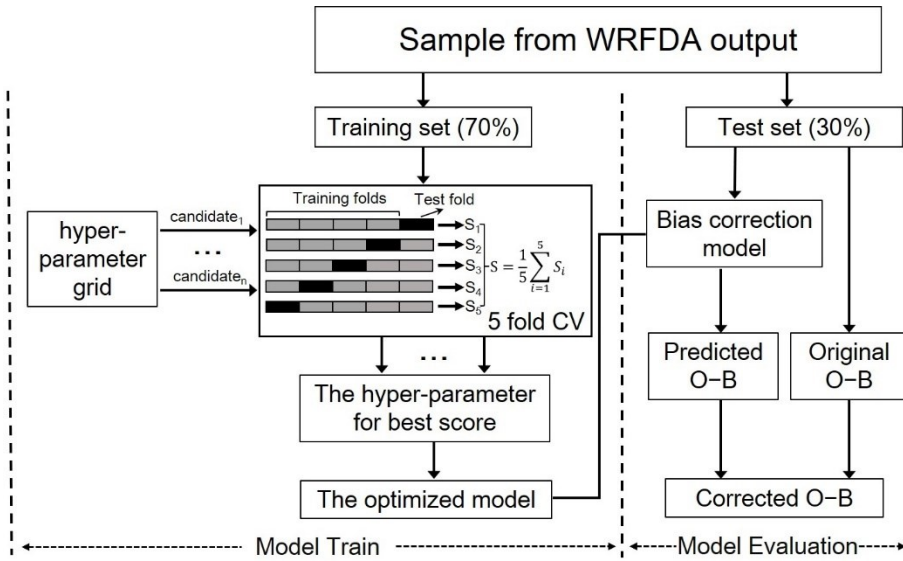 Sample from WRFDA output
Training set (70%)
Test set (30%)
Training folds
Test fold
hyper-
parameter
grid
candidate₁
...
candidateₙ
S₁
S₂
S₃
S₄
S₅
S = 1/5 ∑ᵢ₌₁⁵ Sᵢ
5 fold CV
...
The hyper-parameter
for best score
The optimized model
Bias correction
model
Predicted
O−B
Original
O−B
Corrected O−B
Model Train
Model Evaluation